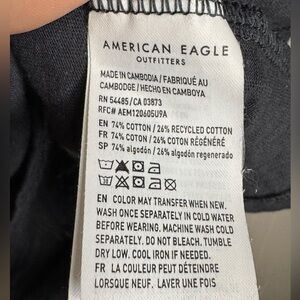 AMERICAN EAGLE
OUTFITTERS
MADE IN CAMBODIA/FABRIQUÉ AU
CAMBODGE/HECHO EN CAMBOYA
RN 54485/CA 03873
RFC# AEM120605U9A
EN 74% COTTON / 26% RECYCLED COTTON
FR 74% COTON / 26% COTON RÉGÉNÉRÉ
SP 74% algodón / 26% algodón regenerado
EN COLOR MAY TRANSFER WHEN NEW.
WASH ONCE SEPARATELY IN COLD WATER
BEFORE WEARING. MACHINE WASH COLD
SEPARATELY. DO NOT BLEACH. TUMBLE
DRY LOW. COOL IRON IF NEEDED.
FR LA COULEUR PEUT DÉTEINDRE
LORSQUE NEUF. LAVER UNE FOIS